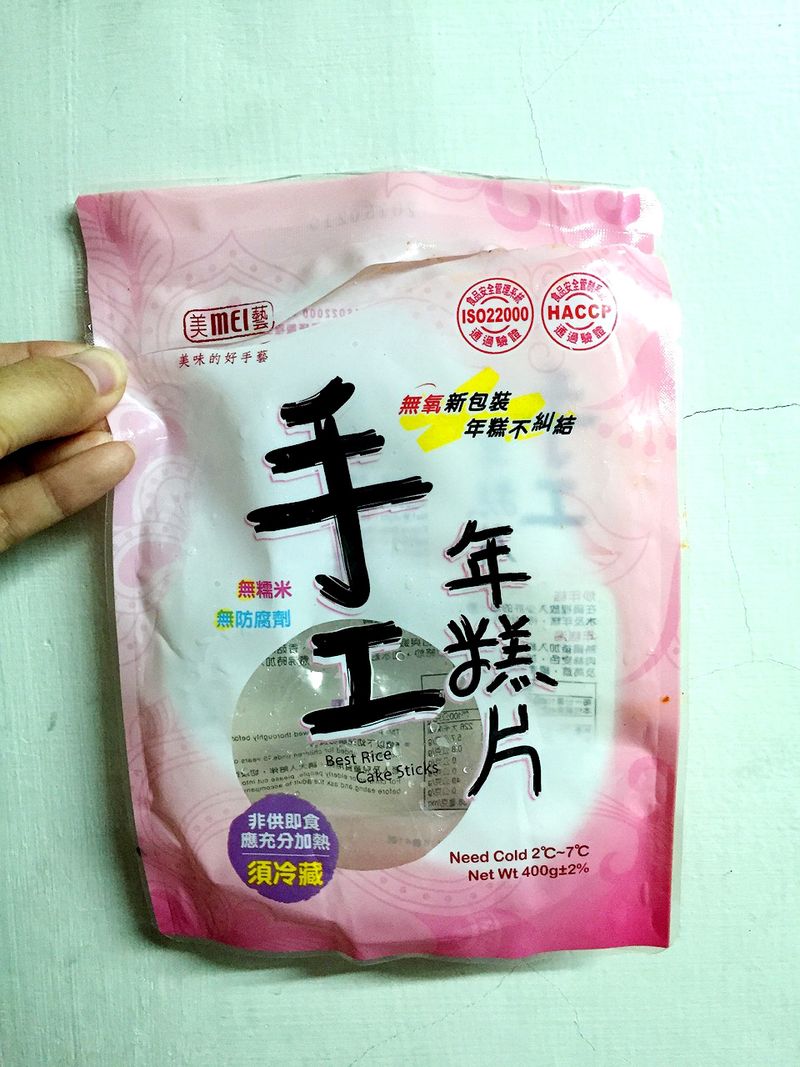 美MEI藝
美味的好手藝
食品安全管理系統
ISO22000
通過驗證
食品安全管制系統
HACCP
通過驗證
無氧新包裝
年糕不糾結
手工
年糕片
無糯米
無防腐劑
Best Rice
Cake Sticks
非供即食
應充分加熱
須冷藏
Need Cold 2℃~7℃
Net Wt 400g±2%